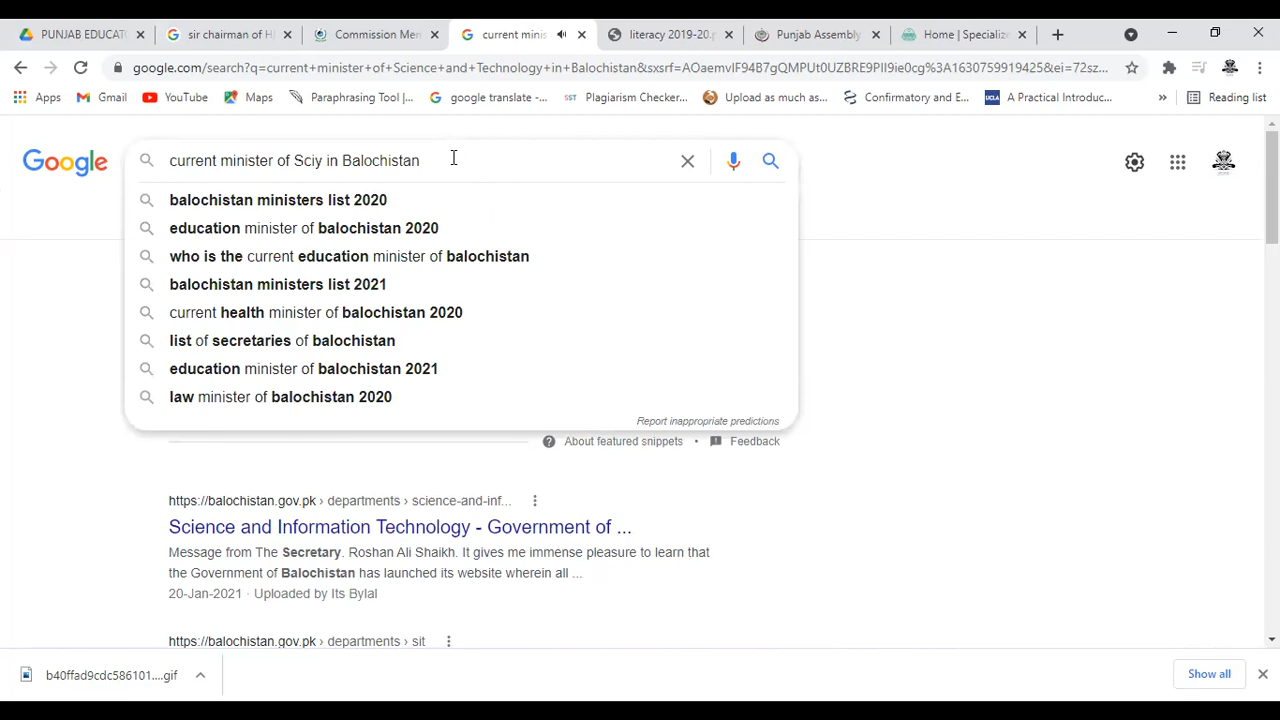 PUNJAB EDUCAT
sir chairman of H
Commission Mem
current minis
literacy 2019-20.p
Punjab Assembly
Home | Specialize
google.com/search?q=current+minister+of+Science+and+Technology+in+Balochistan&sxsrf=AOaemvIF94B7gQMPUt0UZBRE9PII9ie0cg%3A1630759919425&ei=72sz...
Apps
Gmail
YouTube
Maps
Paraphrasing Tool |...
google translate -...
SST
Plagiarism Checker...
Upload as much as...
Confirmatory and E...
UCLA
A Practical Introduc...
»
Reading list
Google
current minister of Sciy in Balochistan
balochistan ministers list 2020
education minister of balochistan 2020
who is the current education minister of balochistan
balochistan ministers list 2021
current health minister of balochistan 2020
list of secretaries of balochistan
education minister of balochistan 2021
law minister of balochistan 2020
Report inappropriate predictions
About featured snippets • Feedback
https://balochistan.gov.pk › departments › science-and-inf...
Science and Information Technology - Government of ...
Message from The Secretary. Roshan Ali Shaikh. It gives me immense pleasure to learn that
the Government of Balochistan has launched its website wherein all ...
20-Jan-2021 · Uploaded by Its Bylal
https://balochistan.gov.pk › departments › sit
b40ffad9cdc586101....gif
Show all